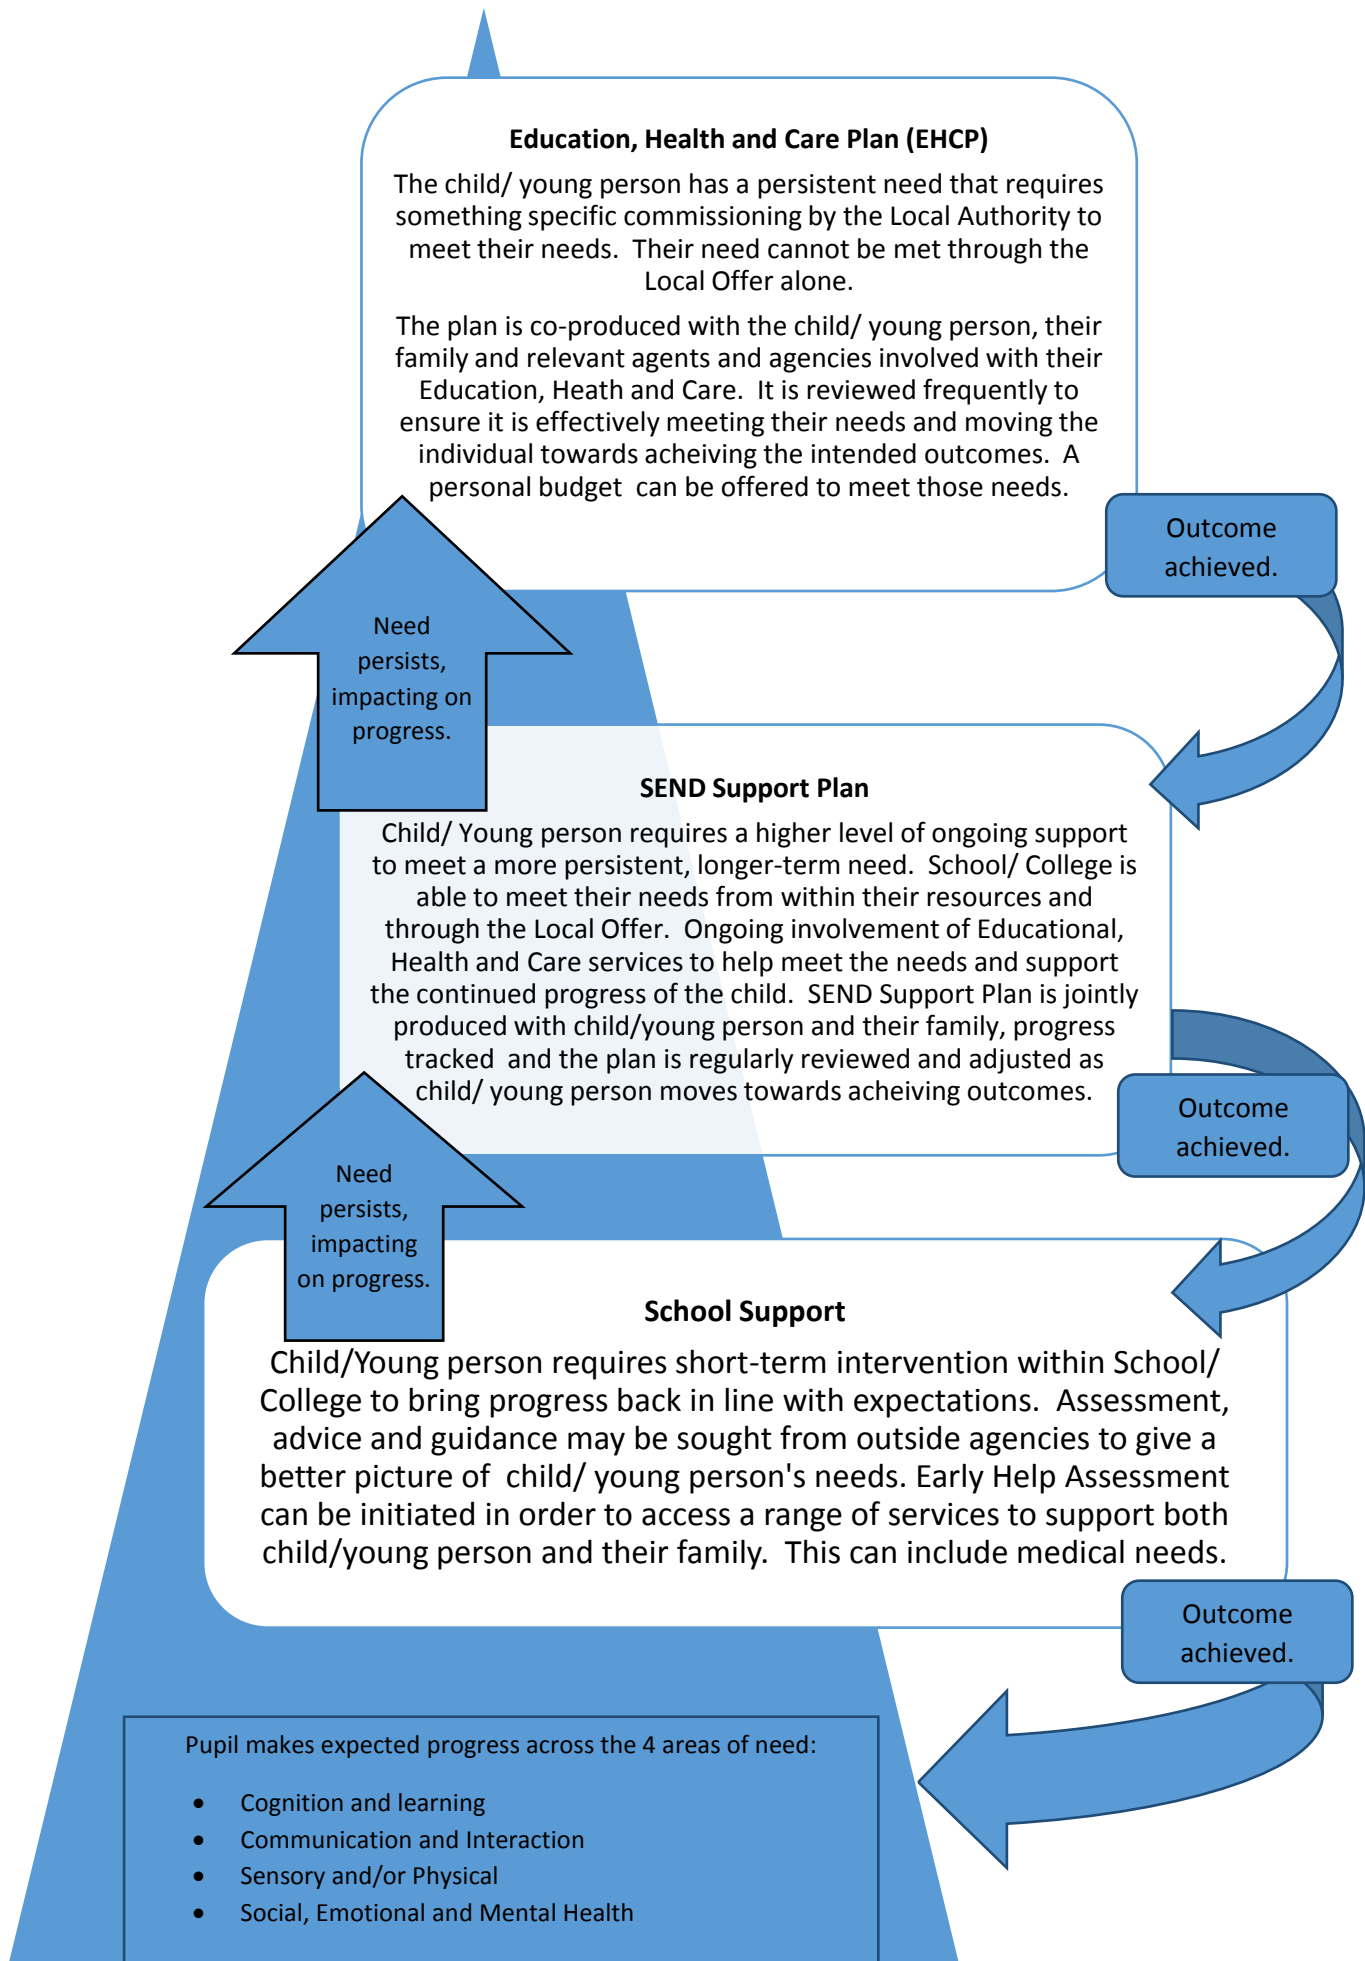 Education, Health and Care Plan (EHCP)
The child/ young person has a persistent need that requires
something specific commissioning by the Local Authority to
meet their needs.  Their need cannot be met through the
Local Offer alone.
The plan is co-produced with the child/ young person, their
family and relevant agents and agencies involved with their
Education, Heath and Care.  It is reviewed frequently to
ensure it is effectively meeting their needs and moving the
individual towards acheiving the intended outcomes.  A
personal budget  can be offered to meet those needs.
Outcome
achieved.
Need
persists,
impacting on
progress.
SEND Support Plan
Child/ Young person requires a higher level of ongoing support
to meet a more persistent, longer-term need.  School/ College is
able to meet their needs from within their resources and
through the Local Offer.  Ongoing involvement of Educational,
Health and Care services to help meet the needs and support
the continued progress of the child.  SEND Support Plan is jointly
produced with child/young person and their family, progress
tracked  and the plan is regularly reviewed and adjusted as
child/ young person moves towards acheiving outcomes.
Outcome
achieved.
Need
persists,
impacting
on progress.
School Support
Child/Young person requires short-term intervention within School/
College to bring progress back in line with expectations.  Assessment,
advice and guidance may be sought from outside agencies to give a
better picture of  child/ young person's needs. Early Help Assessment
can be initiated in order to access a range of services to support both
child/young person and their family.  This can include medical needs.
Outcome
achieved.
Pupil makes expected progress across the 4 areas of need:
• Cognition and learning
• Communication and Interaction
• Sensory and/or Physical
• Social, Emotional and Mental Health